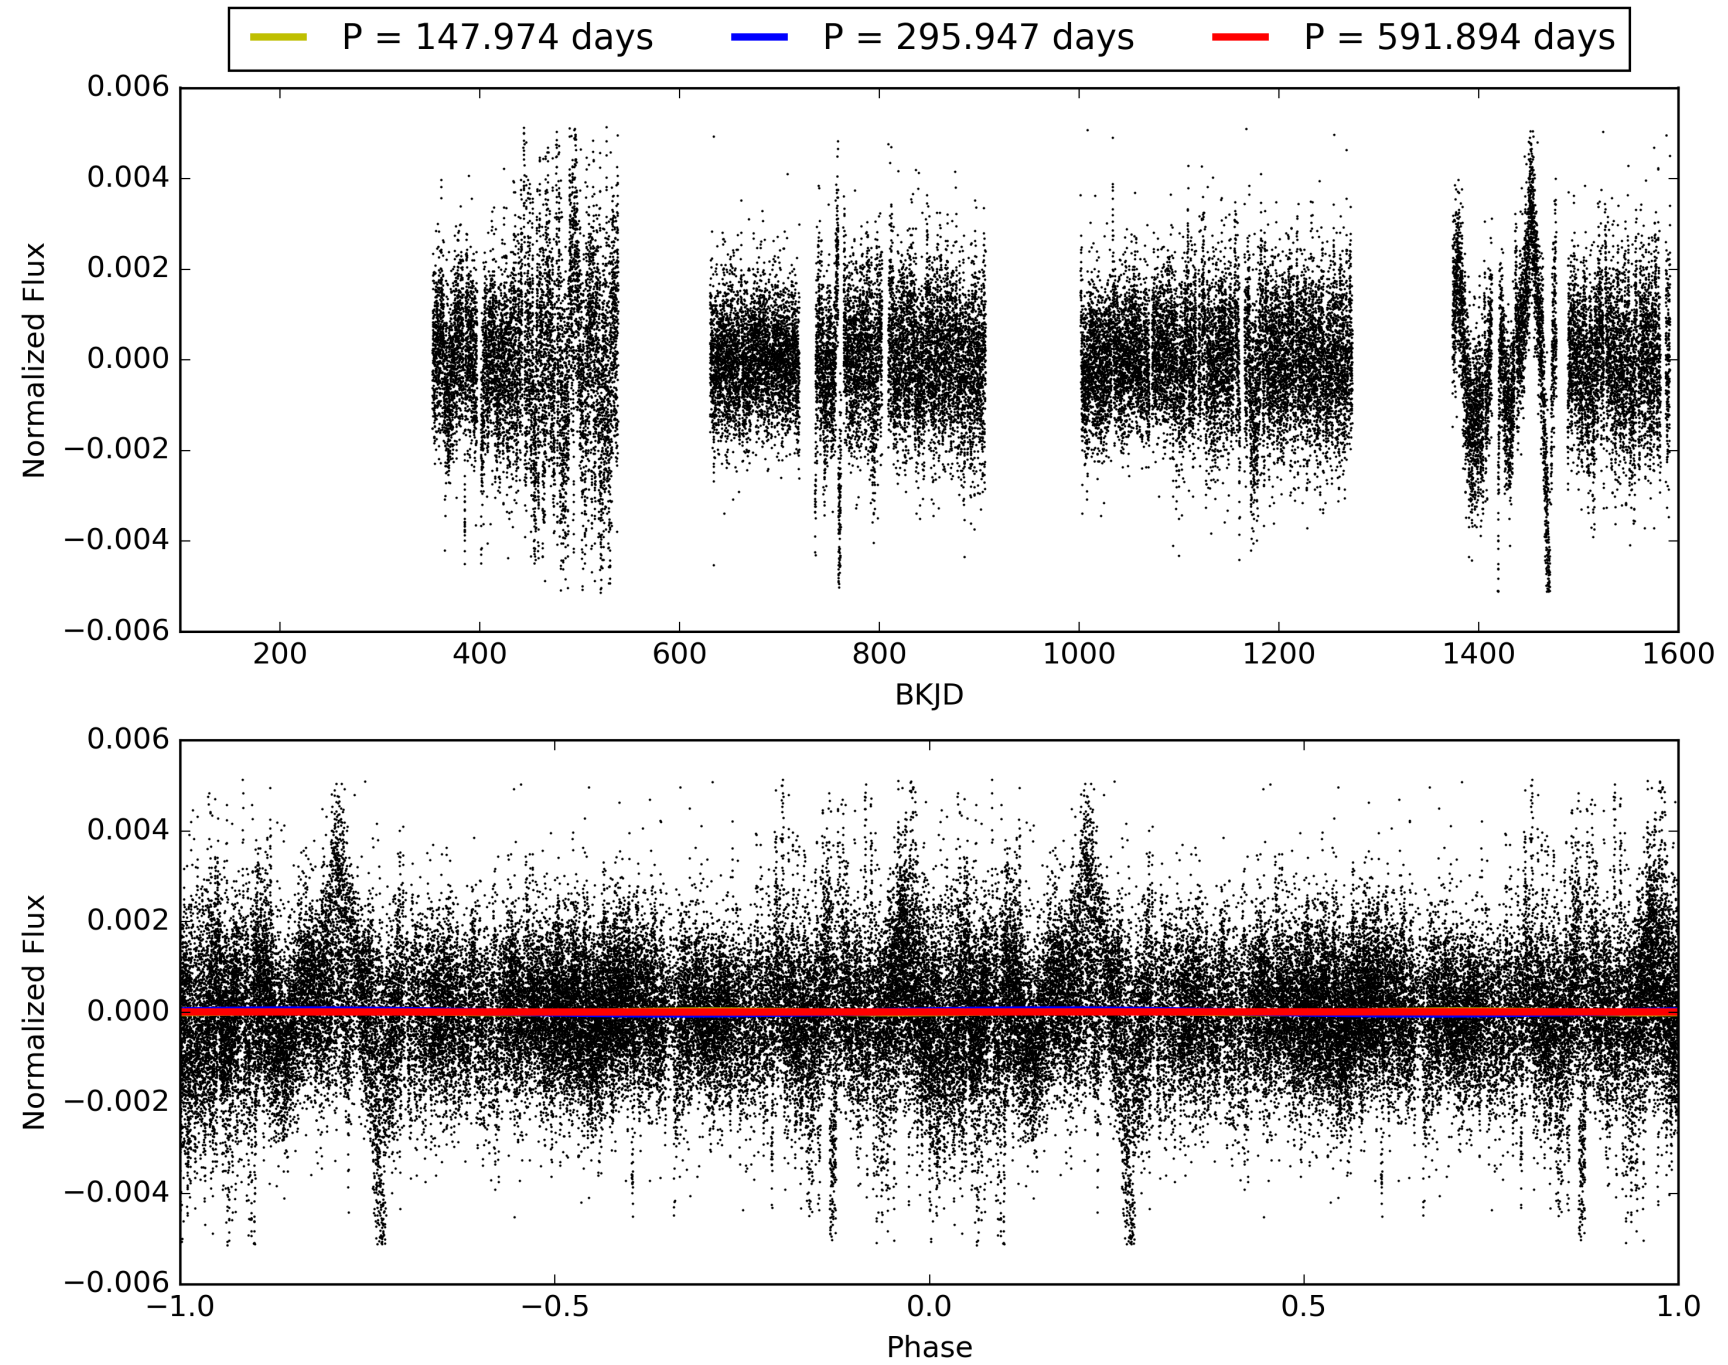 P = 147.974 days P = 295.947 days P = 591.894 days
0.006
0.004
0.002
0.000
−0.002
−0.004
−0.006
Normalized Flux
200 400 600 800 1000 1200 1400 1600
BKJD
0.006
0.004
0.002
0.000
−0.002
−0.004
−0.006
Normalized Flux
−1.0 −0.5 0.0 0.5 1.0
Phase